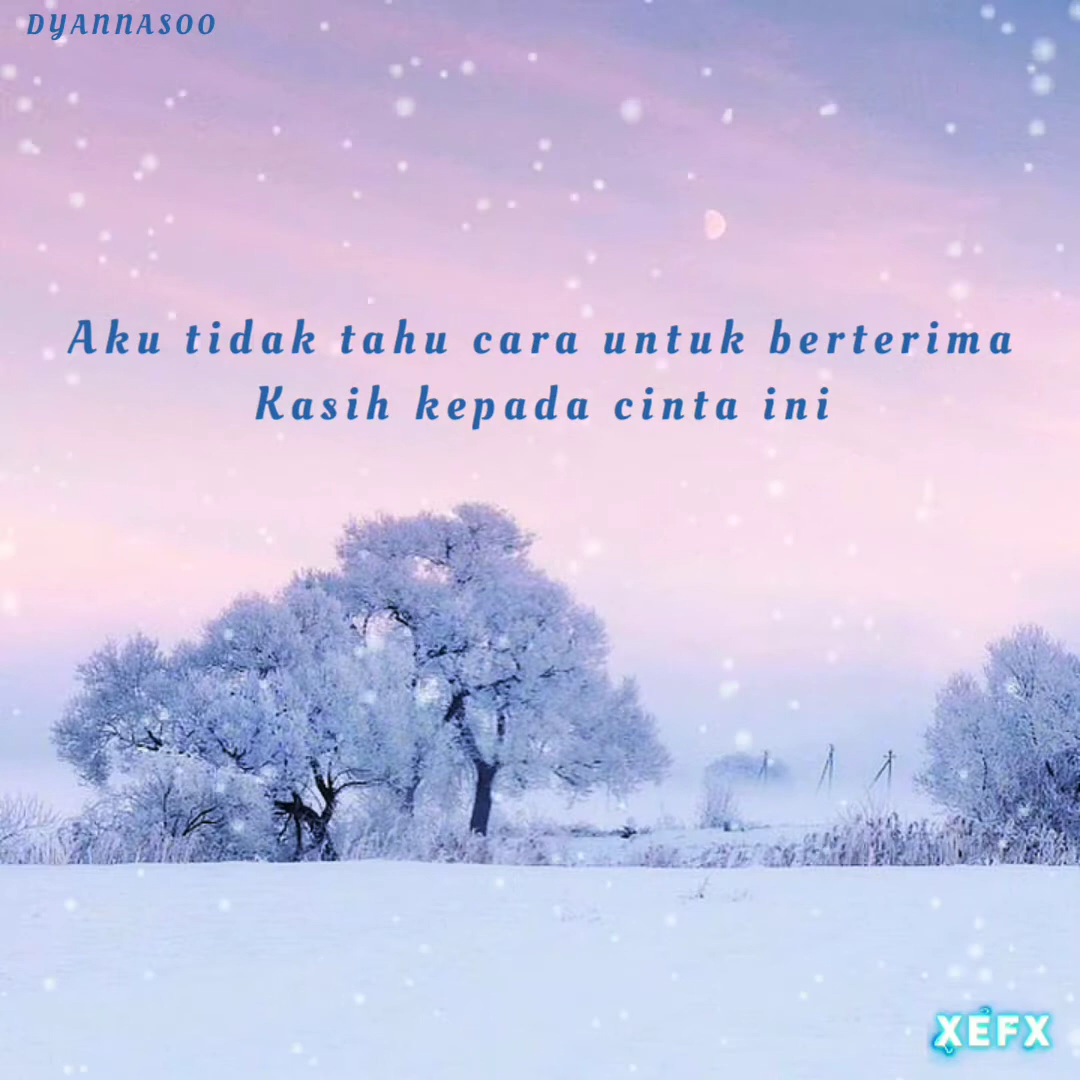 DYANNASOO
Aku tidak tahu cara untuk berterima
Kasih kepada cinta ini
XEFX